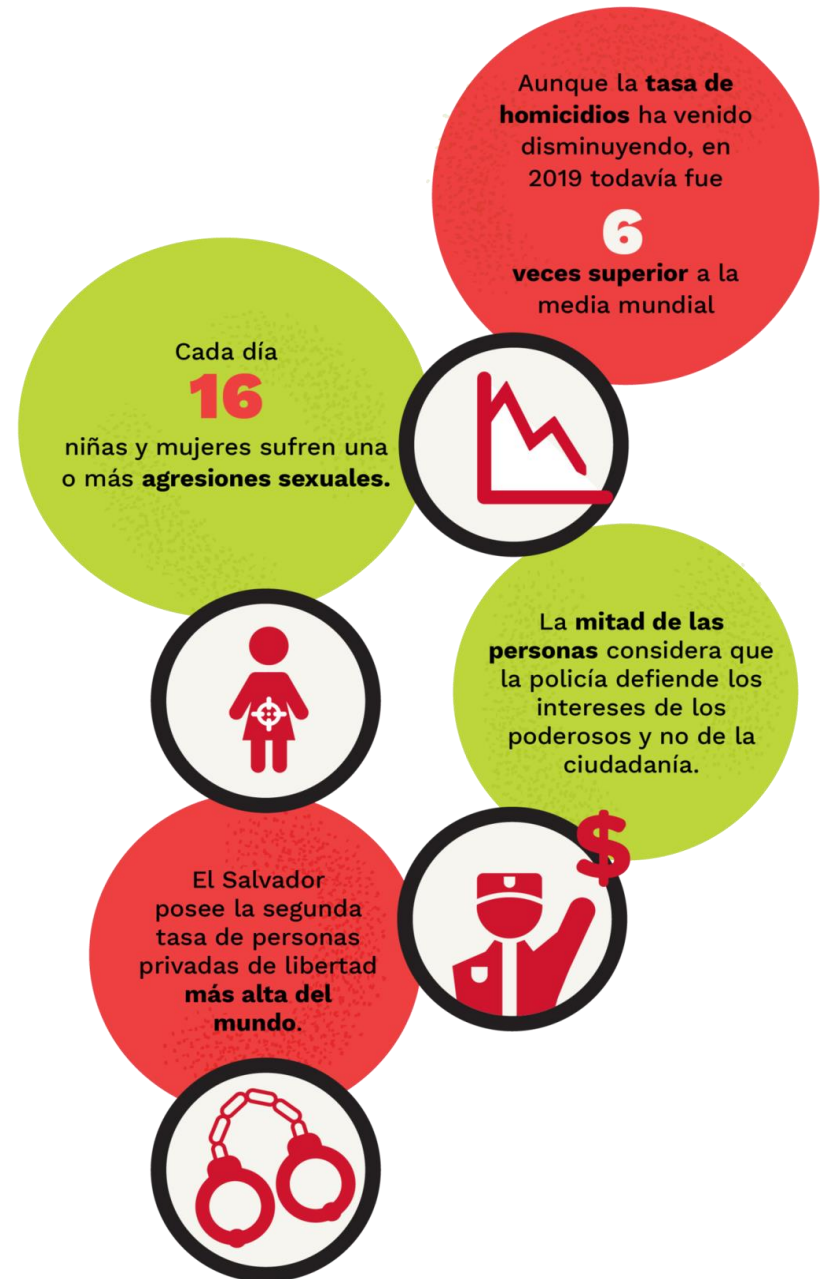 Aunque la tasa de
homicidios ha venido
disminuyendo, en
2019 todavía fue
6
veces superior a la
media mundial
Cada día
16
niñas y mujeres sufren una
o más agresiones sexuales.
La mitad de las
personas considera que
la policía defiende los
intereses de los
poderosos y no de la
ciudadanía.
$
El Salvador
posee la segunda
tasa de personas
privadas de libertad
más alta del
mundo.